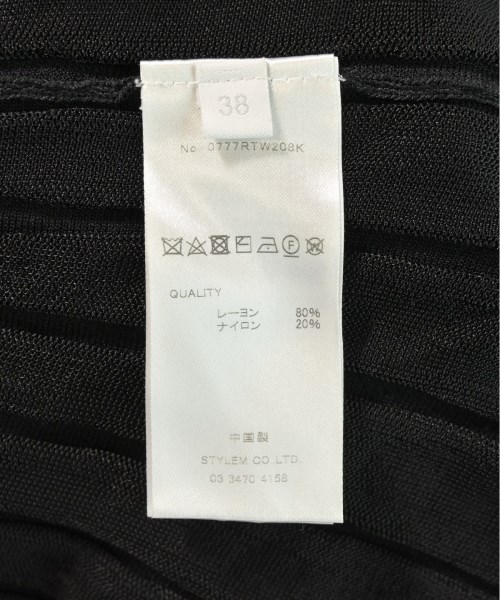 38
No 0777RTW208K
QUALITY
レーヨン 80%
ナイロン 20%
中国製
STYLEM CO.LTD.
03 3470 4158